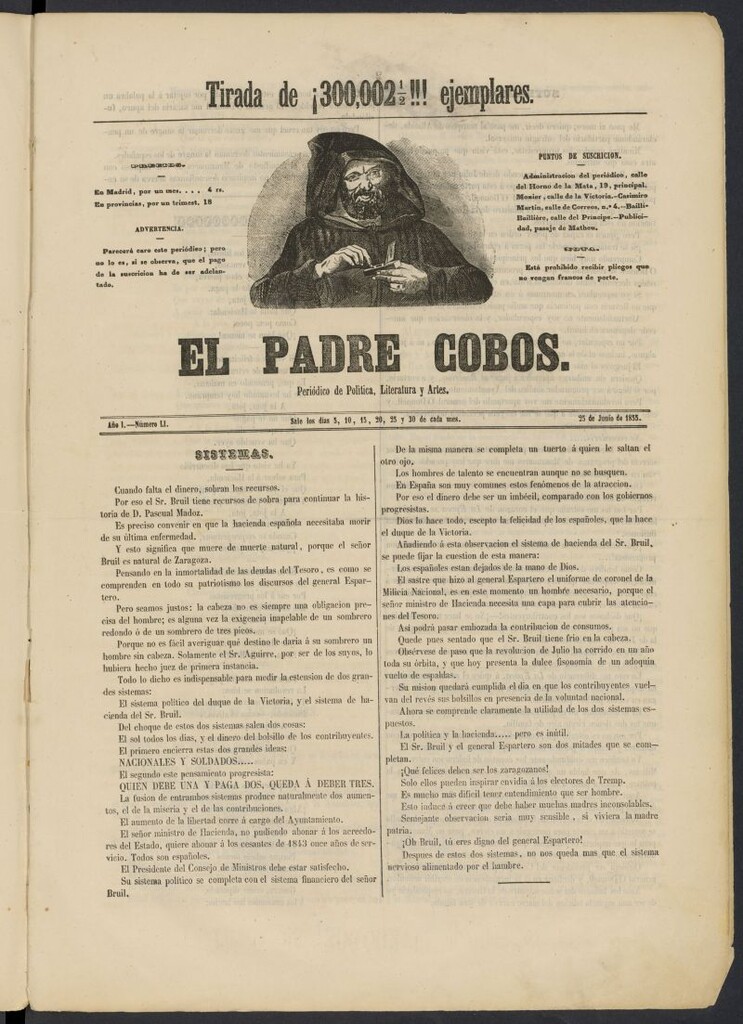 Tirada de ¡300,002 1/2 !!! ejemplares.
PRECIOS.
En Madrid, por un mes. . . . 4 rs.
En provincias, por un trimest. 18
ADVERTENCIA.
Parecerá caro este periódico; pero
no lo es, si se observa, que el pago
de la suscricion ha de ser adelan-
tado.
PUNTOS DE SUSCRICION.
Administracion del periódico, calle
del Horno de la Mata, 19, principal.
Monier, calle de la Victoria.—Casimiro
Martin, calle de Correos, n.º 4.—Bailli-
Baillière, calle del Príncipe.—Publici-
dad, pasaje de Matheu.
OTRA.
Está prohibido recibir pliegos que
no vengan francos de porte.
EL PADRE COBOS.
Periódico de Política, Literatura y Artes.
Año I.—Número LI.
Sale los dias 5, 10, 15, 20, 25 y 30 de cada mes.
25 de Junio de 1855.
SISTEMAS.
Cuando falta el dinero, sobran los recursos.
Por eso el Sr. Bruil tiene recursos de sobra para continuar la his-
toria de D. Pascual Madoz.
Es preciso convenir en que la hacienda española necesitaba morir
de su última enfermedad.
Y esto significa que muere de muerte natural, porque el señor
Bruil es natural de Zaragoza.
Pensando en la inmortalidad de las deudas del Tesoro, es como se
comprenden en todo su patriotismo los discursos del general Espar-
tero.
Pero seamos justos: la cabeza no es siempre una obligacion pre-
cisa del hombre; es alguna vez la exigencia inapelable de un sombrero
redondo ó de un sombrero de tres picos.
Porque no es facil averiguar qué destino le daria á su sombrero un
hombre sin cabeza. Solamente el Sr. Aguirre, por ser de los suyos, lo
hubiera hecho juez de primera instancia.
Todo lo dicho es indispensable para medir la estension de dos gran-
des sistemas:
El sistema político del duque de la Victoria, y el sistema de ha-
cienda del Sr. Bruil.
Del choque de estos dos sistemas salen dos cosas:
El sol todos los dias, y el dinero del bolsillo de los contribuyentes.
El primero encierra estas dos grandes ideas:
NACIONALES Y SOLDADOS.....
El segundo este pensamiento progresista:
QUIEN DEBE UNA Y PAGA DOS, QUEDA Á DEBER TRES.
La fusion de entrambos sistemas produce naturalmente dos aumen-
tos, el de la miseria y el de las contribuciones.
El aumento de la libertad corre á cargo del Ayuntamiento.
El señor ministro de Hacienda, no pudiendo abonar á los acreedo-
res del Estado, quiere abonar á los cesantes de 1843 once años de ser-
vicio. Todos son españoles.
El Presidente del Consejo de Ministros debe estar satisfecho.
Su sistema político se completa con el sistema financiero del señor
Bruil.
De la misma manera se completa un tuerto á quien le saltan el
otro ojo.
Los hombres de talento se encuentran aunque no se busquen.
En España son muy comunes estos fenómenos de la atraccion.
Por eso el dinero debe ser un imbécil, comparado con los gobiernos
progresistas.
Dios lo hace todo, escepto la felicidad de los españoles, que la hace
el duque de la Victoria.
Añadiendo á esta observacion el sistema de hacienda del Sr. Bruil,
se puede fijar la cuestion de esta manera:
Los españoles estan dejados de la mano de Dios.
El sastre que hizo al general Espartero el uniforme de coronel de la
Milicia Nacional, es en este momento un hombre necesario, porque el
señor ministro de Hacienda necesita una capa para cubrir las atencio-
nes del Tesoro.
Asi podrá pasar embozada la contribucion de consumos.
Quede pues sentado que el Sr. Bruil tiene frio en la cabeza.
Obsérvese de paso que la revolucion de Julio ha corrido en un año
toda su órbita, y que hoy presenta la dulce fisonomía de un adoquin
vuelto de espaldas.
Su mision quedará cumplida el dia en que los contribuyentes vuel-
van del revés sus bolsillos en presencia de la voluntad nacional.
Ahora se comprende claramente la utilidad de los dos sistemas es-
puestos.
La política y la hacienda..... pero es inútil.
El Sr. Bruil y el general Espartero son dos mitades que se com-
pletan.
¡Qué felices deben ser los zaragozanos!
Solo ellos pueden inspirar envidia á los electores de Tremp.
Es mucho mas dificil tener entendimiento que ser hombre.
Esto induce á creer que debe haber muchas madres inconsolables.
Semejante observacion seria muy sensible, si viviera la madre
patria.
¡Oh Bruil, tú eres digno del general Espartero!
Despues de estos dos sistemas, no nos queda mas que el sistema
nervioso alimentado por el hambre.